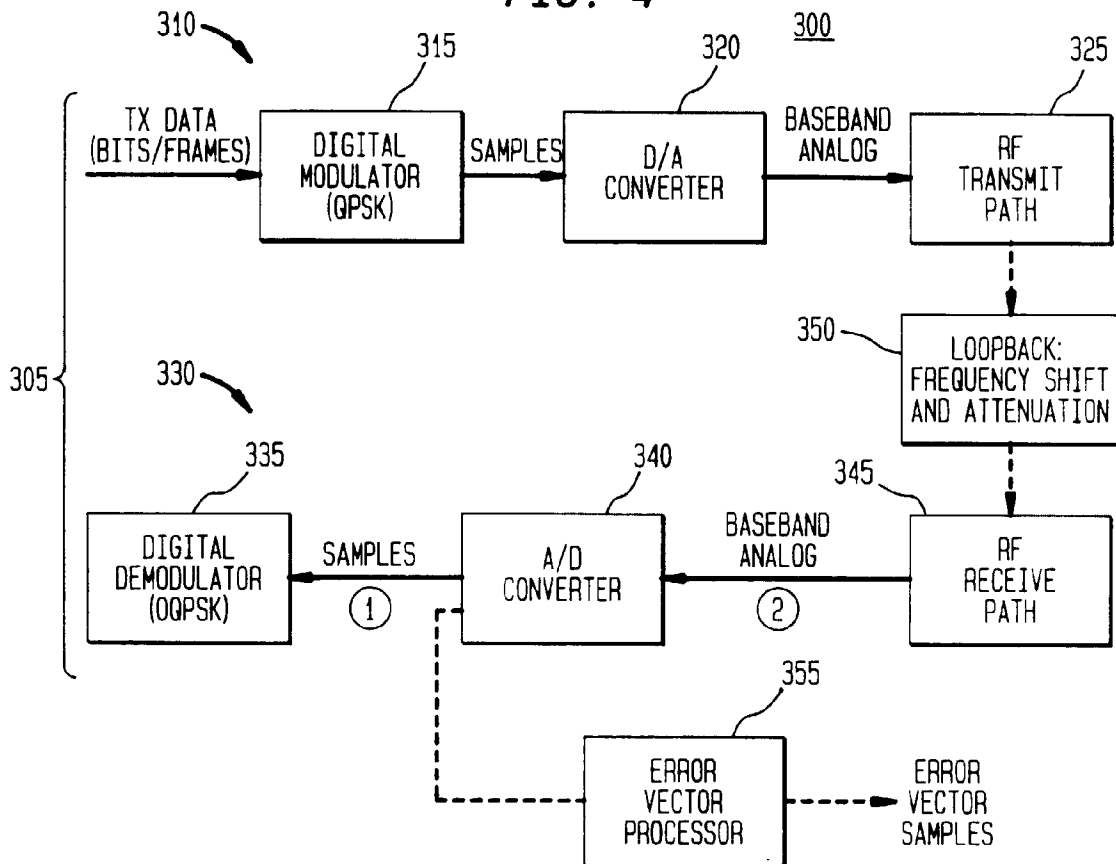 FIG. 4
310
300
315
320
325
TX DATA
(BITS/FRAMES)
DIGITAL
MODULATOR
(QPSK)
SAMPLES
D/A
CONVERTER
BASEBAND
ANALOG
RF
TRANSMIT
PATH
350
LOOPBACK:
FREQUENCY SHIFT
AND ATTENUATION
305
330
335
340
345
DIGITAL
DEMODULATOR
(OQPSK)
SAMPLES
1
A/D
CONVERTER
BASEBAND
ANALOG
2
RF
RECEIVE
PATH
355
ERROR
VECTOR
PROCESSOR
ERROR
VECTOR
SAMPLES